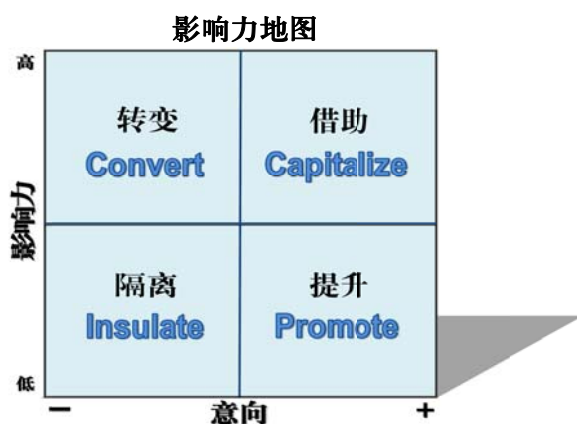 影响力地图
高
转变
Convert
借助
Capitalize
影响力
隔离
Insulate
提升
Promote
低
－
意向
+